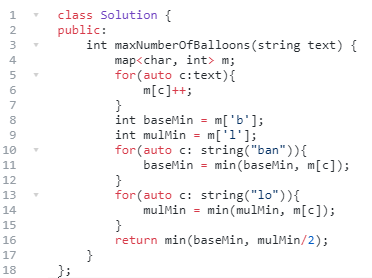 1 class Solution {
2 public:
3     int maxNumberOfBalloons(string text) {
4         map<char, int> m;
5         for(auto c:text){
6             m[c]++;
7         }
8         int baseMin = m['b'];
9         int mulMin = m['l'];
10         for(auto c: string("ban")){
11             baseMin = min(baseMin, m[c]);
12         }
13         for(auto c: string("lo")){
14             mulMin = min(mulMin, m[c]);
15         }
16         return min(baseMin, mulMin/2);
17     }
18 };